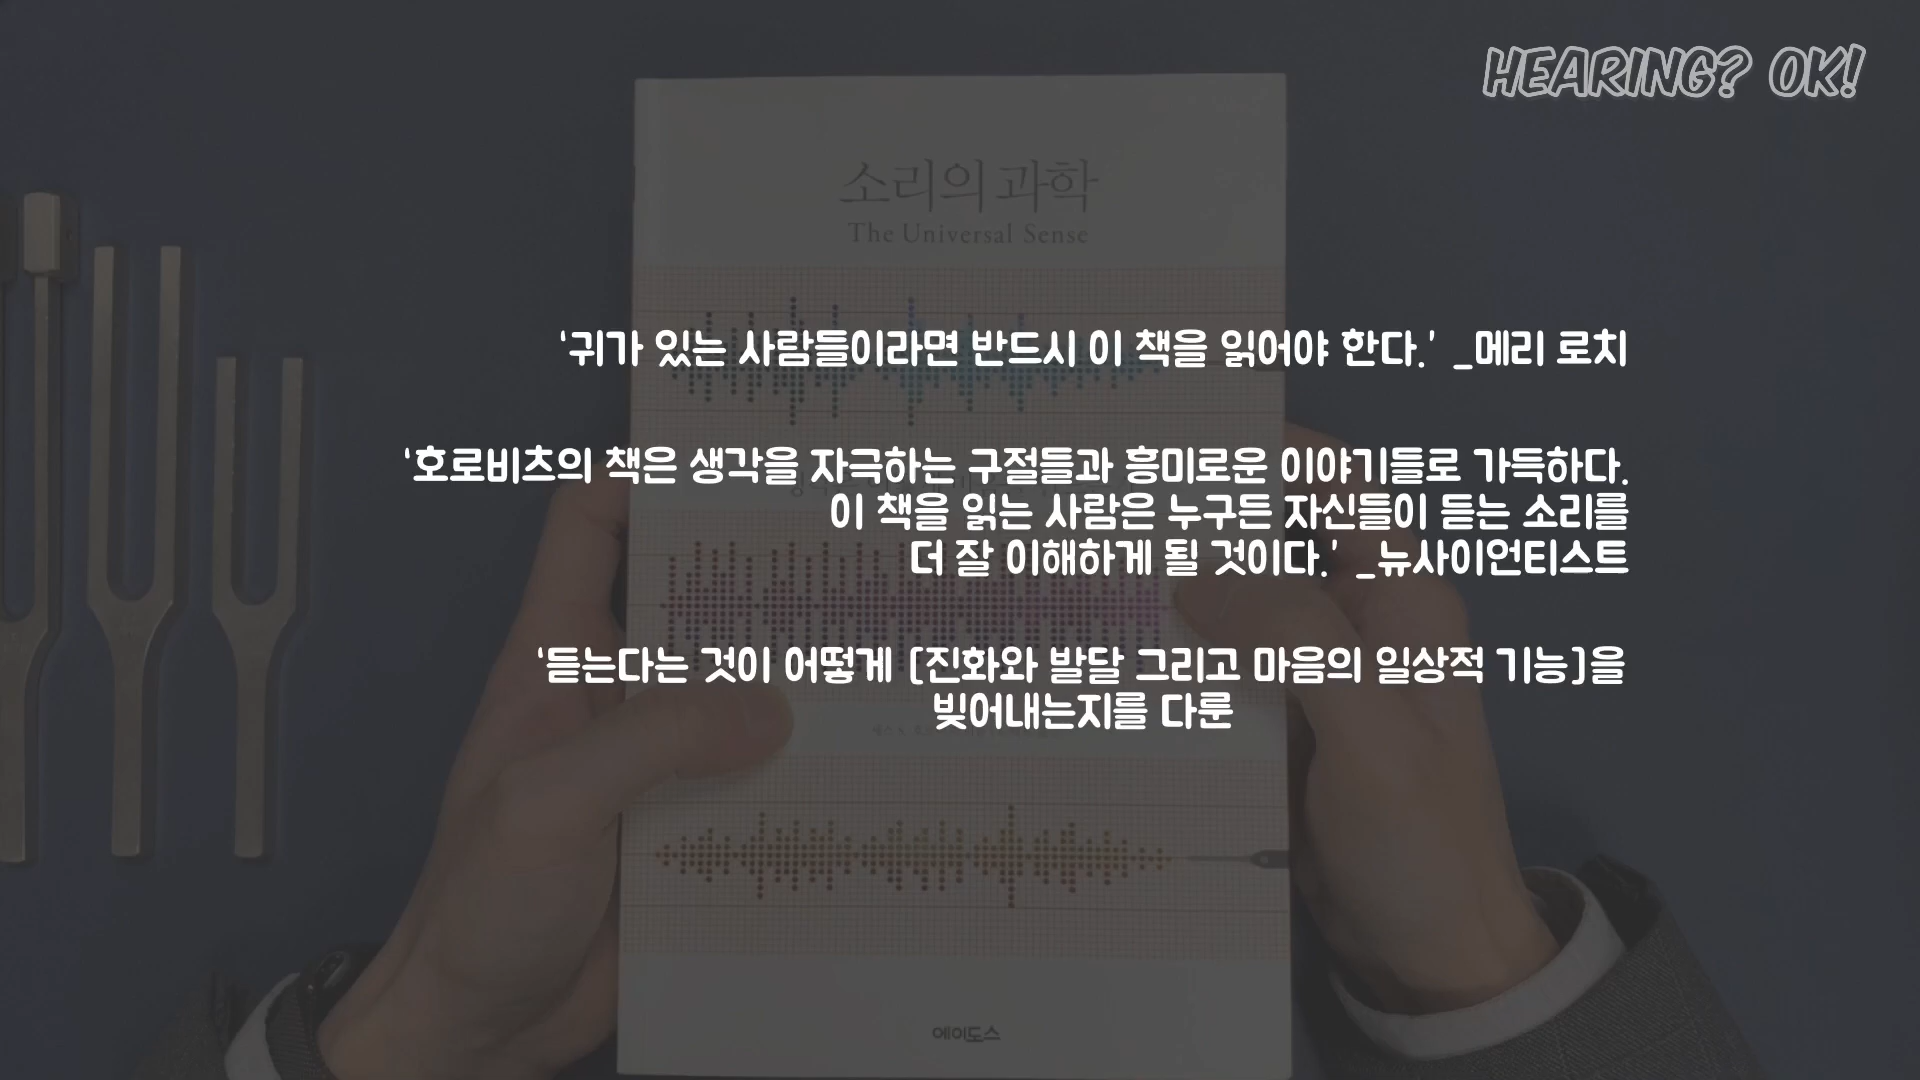 HEARING? OK!
소리의 과학
The Universal Sense
‘귀가 있는 사람들이라면 반드시 이 책을 읽어야 한다.’ _메리 로치
‘호로비츠의 책은 생각을 자극하는 구절들과 흥미로운 이야기들로 가득하다.
이 책을 읽는 사람은 누구든 자신들이 듣는 소리를
더 잘 이해하게 될 것이다.’ _뉴사이언티스트
‘듣는다는 것이 어떻게 [진화와 발달 그리고 마음의 일상적 기능]을
빚어내는지를 다룬
에이도스